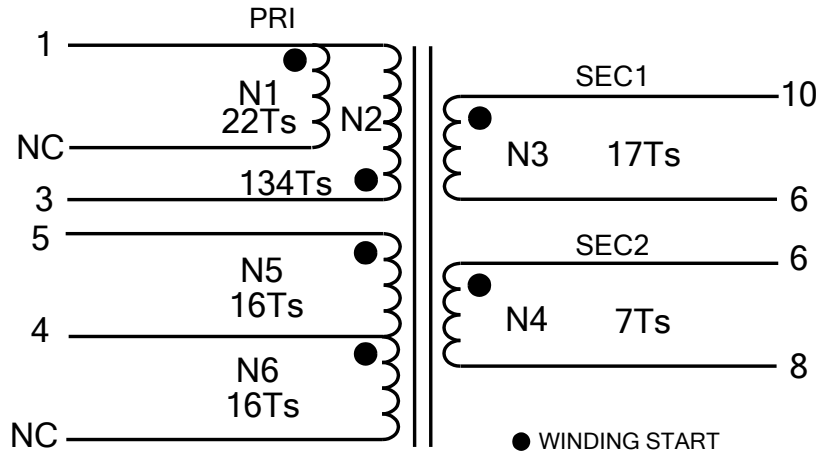 PRI
1
N1
22Ts
N2
NC
134Ts
3
5
N5
16Ts
4
N6
16Ts
NC
SEC1
10
N3 17Ts
6
SEC2
6
N4 7Ts
8
WINDING START